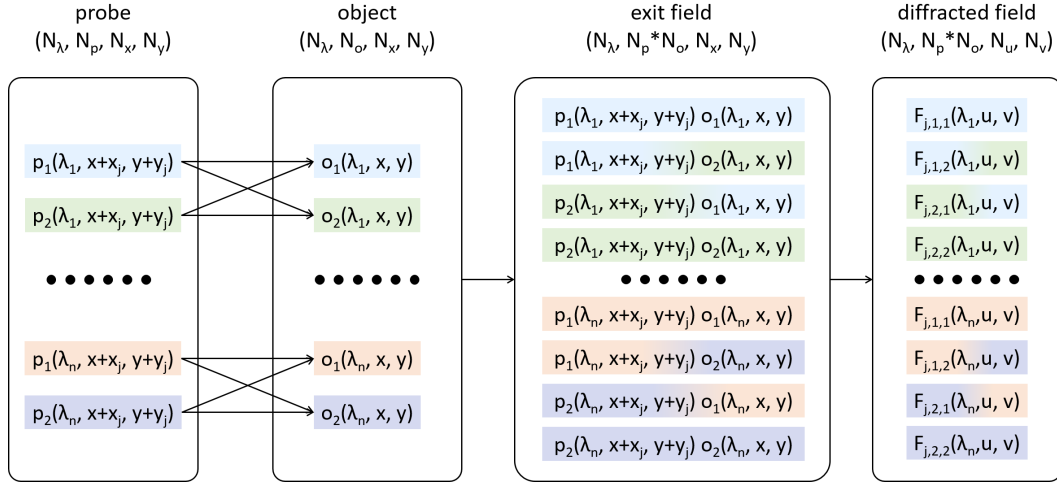 probe
(Nλ, Np, Nx, Ny)
p1(λ1, x+xj, y+yj)
p2(λ1, x+xj, y+yj)
p1(λn, x+xj, y+yj)
p2(λn, x+xj, y+yj)
object
(Nλ, No, Nx, Ny)
o1(λ1, x, y)
o2(λ1, x, y)
o1(λn, x, y)
o2(λn, x, y)
exit field
(Nλ, Np*No, Nx, Ny)
p1(λ1, x+xj, y+yj) o1(λ1, x, y)
p1(λ1, x+xj, y+yj) o2(λ1, x, y)
p2(λ1, x+xj, y+yj) o1(λ1, x, y)
p2(λ1, x+xj, y+yj) o2(λ1, x, y)
p1(λn, x+xj, y+yj) o1(λn, x, y)
p1(λn, x+xj, y+yj) o2(λn, x, y)
p2(λn, x+xj, y+yj) o1(λn, x, y)
p2(λn, x+xj, y+yj) o2(λn, x, y)
diffracted field
(Nλ, Np*No, Nu, Nv)
Fj,1,1(λ1,u, v)
Fj,1,2(λ1,u, v)
Fj,2,1(λ1,u, v)
Fj,2,2(λ1,u, v)
Fj,1,1(λn,u, v)
Fj,1,2(λn,u, v)
Fj,2,1(λn,u, v)
Fj,2,2(λn,u, v)